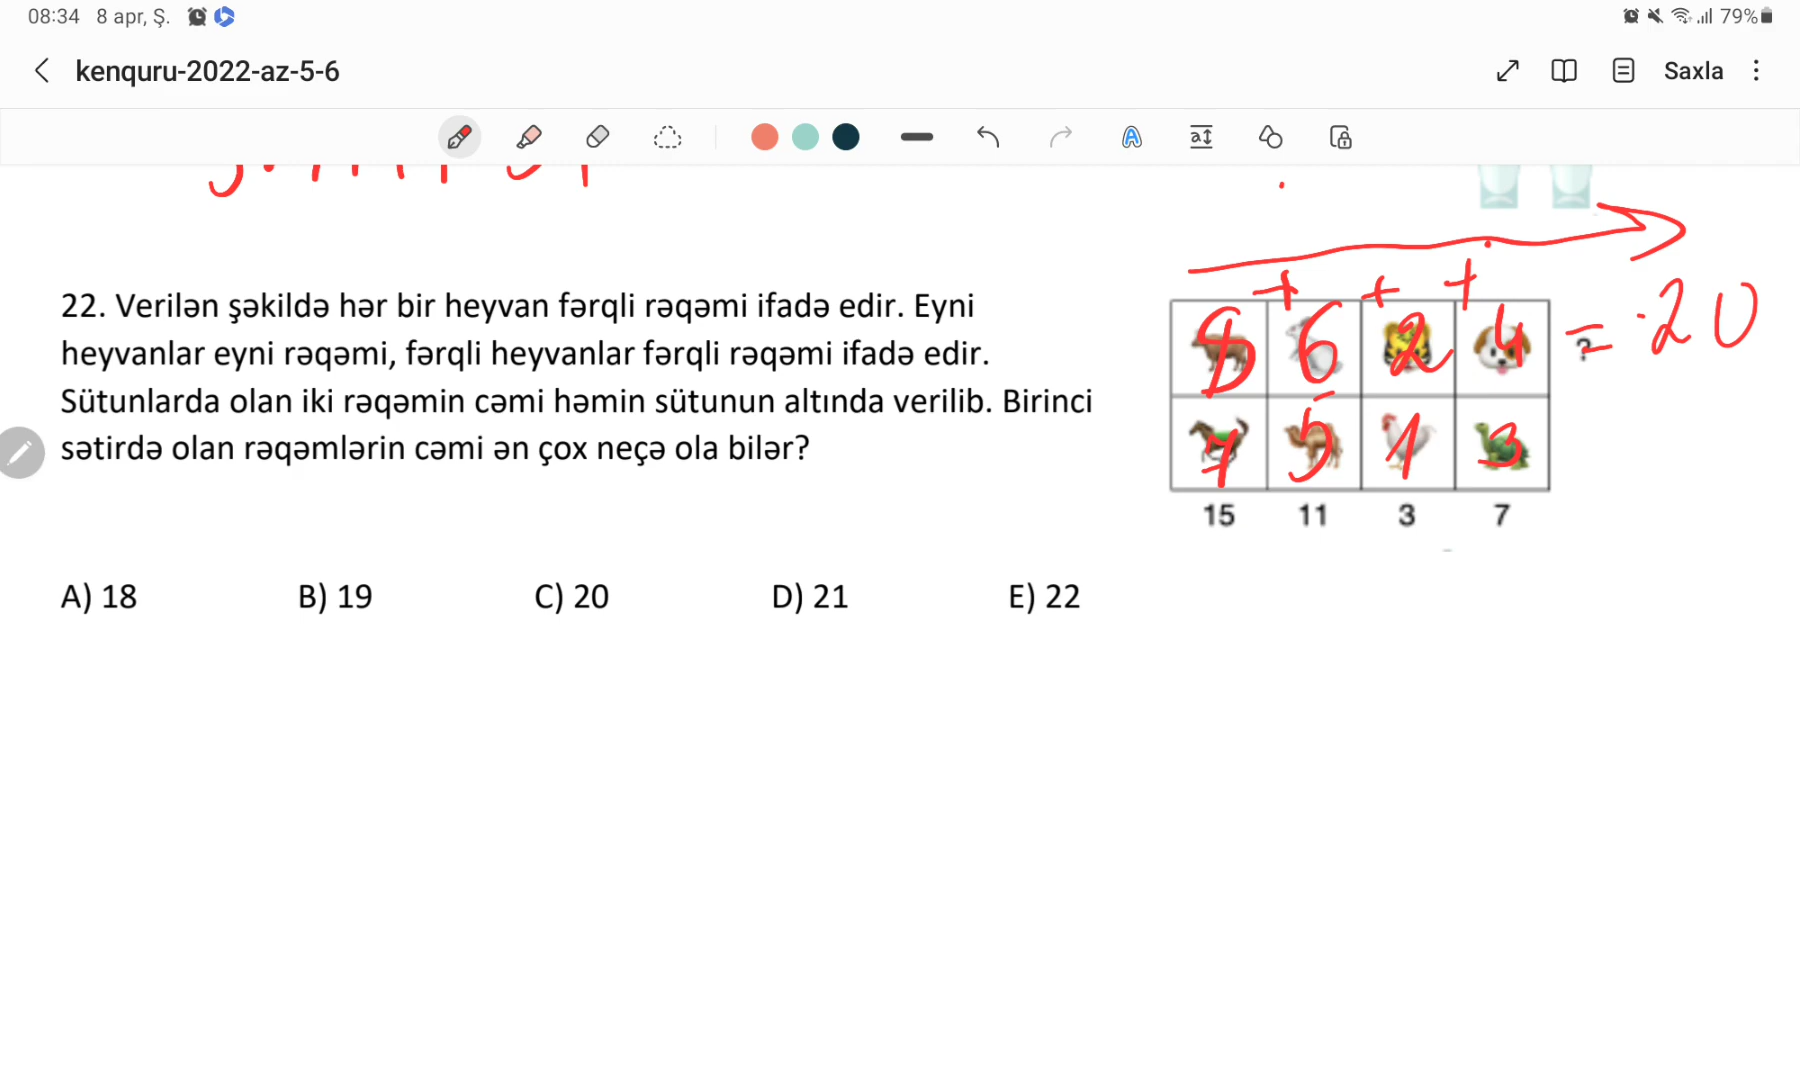 08:34 8 apr, Ş. 79%
kenquru-2022-az-5-6 Saxla
22. Verilən şəkildə hər bir heyvan fərqli rəqəmi ifadə edir. Eyni
heyvanlar eyni rəqəmi, fərqli heyvanlar fərqli rəqəmi ifadə edir.
Sütunlarda olan iki rəqəmin cəmi həmin sütunun altında verilib. Birinci
sətirdə olan rəqəmlərin cəmi ən çox neçə ola bilər?
+ + +
8 6 2 4 ? = 20
7 5 1 3
15 11 3 7
A) 18 B) 19 C) 20 D) 21 E) 22